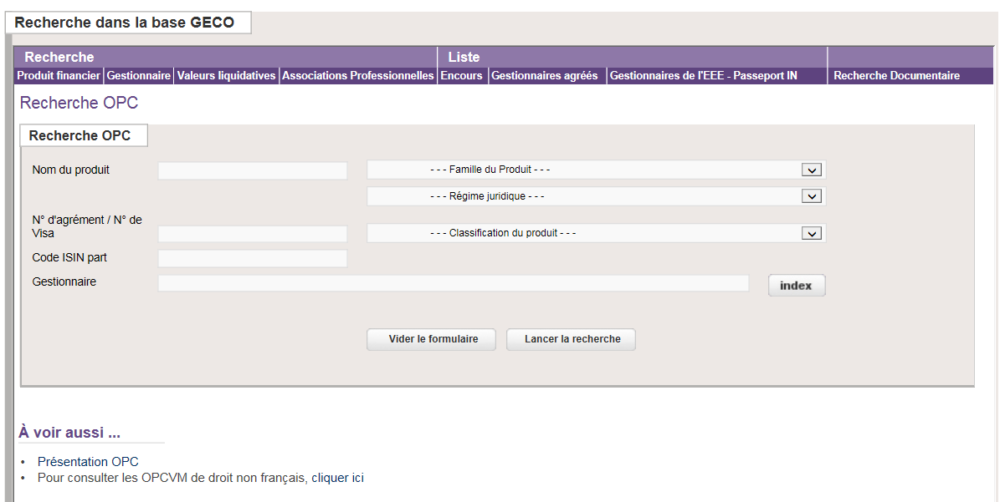 Recherche dans la base GECO
Recherche Liste
Produit financier Gestionnaire Valeurs liquidatives Associations Professionnelles Encours Gestionnaires agréés Gestionnaires de l'EEE - Passeport IN Recherche Documentaire
Recherche OPC
Recherche OPC
Nom du produit - - - Famille du Produit - - -
- - - Régime juridique - - -
N° d'agrément / N° de
Visa - - - Classification du produit - - -
Code ISIN part
Gestionnaire index
Vider le formulaire Lancer la recherche
À voir aussi ...
• Présentation OPC
• Pour consulter les OPCVM de droit non français, cliquer ici